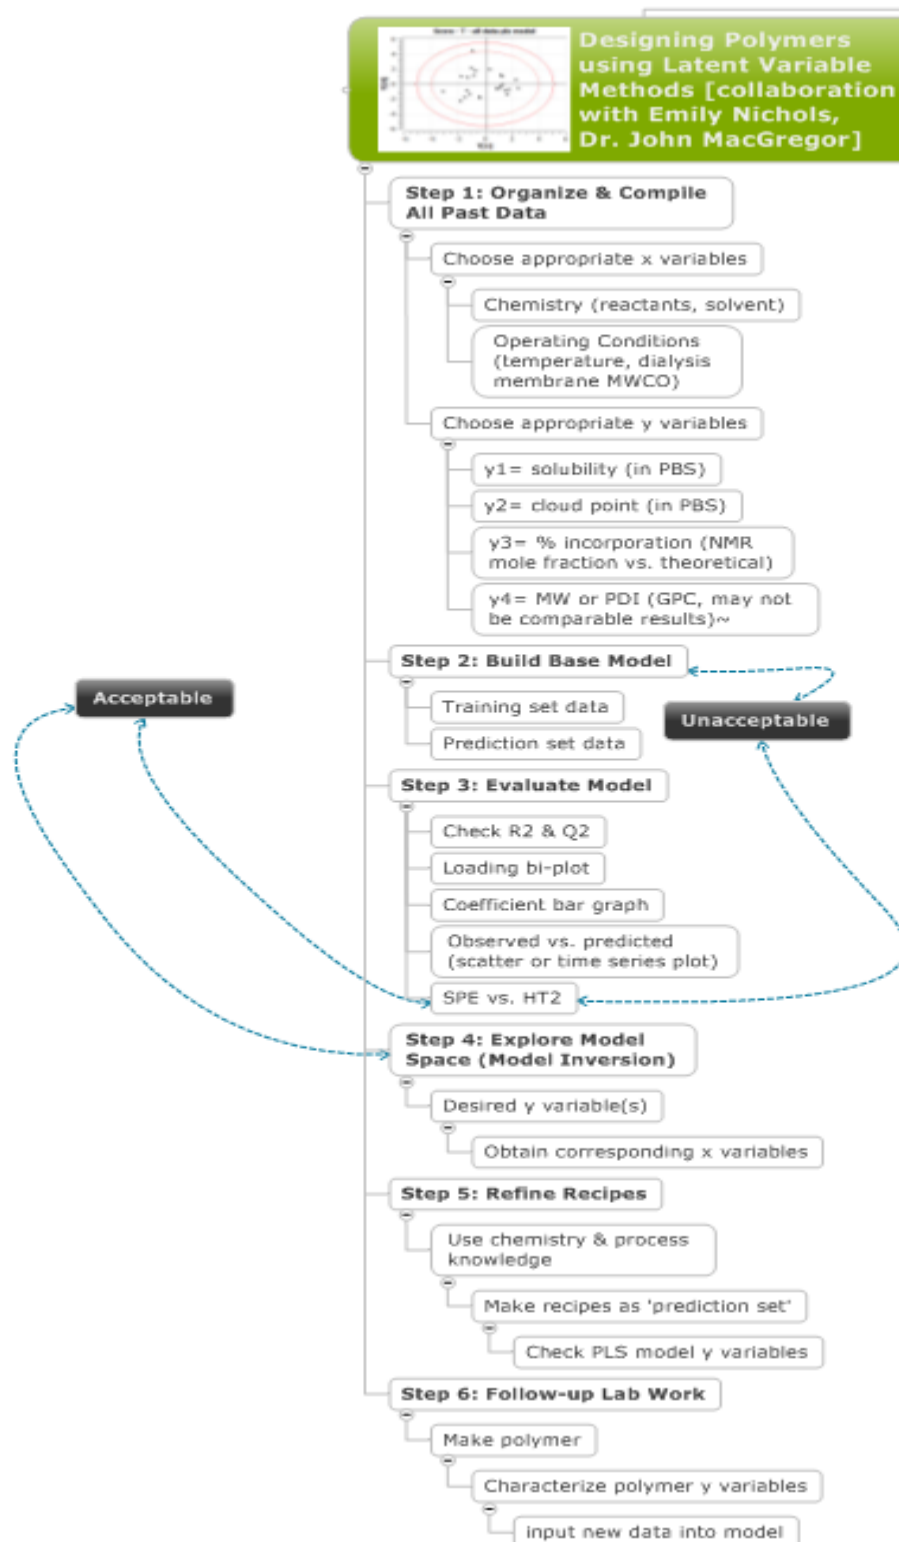 Designing Polymers
using Latent Variable
Methods [collaboration
with Emily Nichols,
Dr. John MacGregor]
Step 1: Organize & Compile
All Past Data
Choose appropriate x variables
Chemistry (reactants, solvent)
Operating Conditions
(temperature, dialysis
membrane MWCO)
Choose appropriate y variables
y1= solubility (in PBS)
y2= cloud point (in PBS)
y3= % incorporation (NMR
mole fraction vs. theoretical)
y4= MW or PDI (GPC, may not
be comparable results)~
Step 2: Build Base Model
Acceptable
Training set data
Unacceptable
Prediction set data
Step 3: Evaluate Model
Check R2 & Q2
Loading bi-plot
Coefficient bar graph
Observed vs. predicted
(scatter or time series plot)
SPE vs. HT2
Step 4: Explore Model
Space (Model Inversion)
Desired y variable(s)
Obtain corresponding x variables
Step 5: Refine Recipes
Use chemistry & process
knowledge
Make recipes as 'prediction set'
Check PLS model y variables
Step 6: Follow-up Lab Work
Make polymer
Characterize polymer y variables
input new data into model